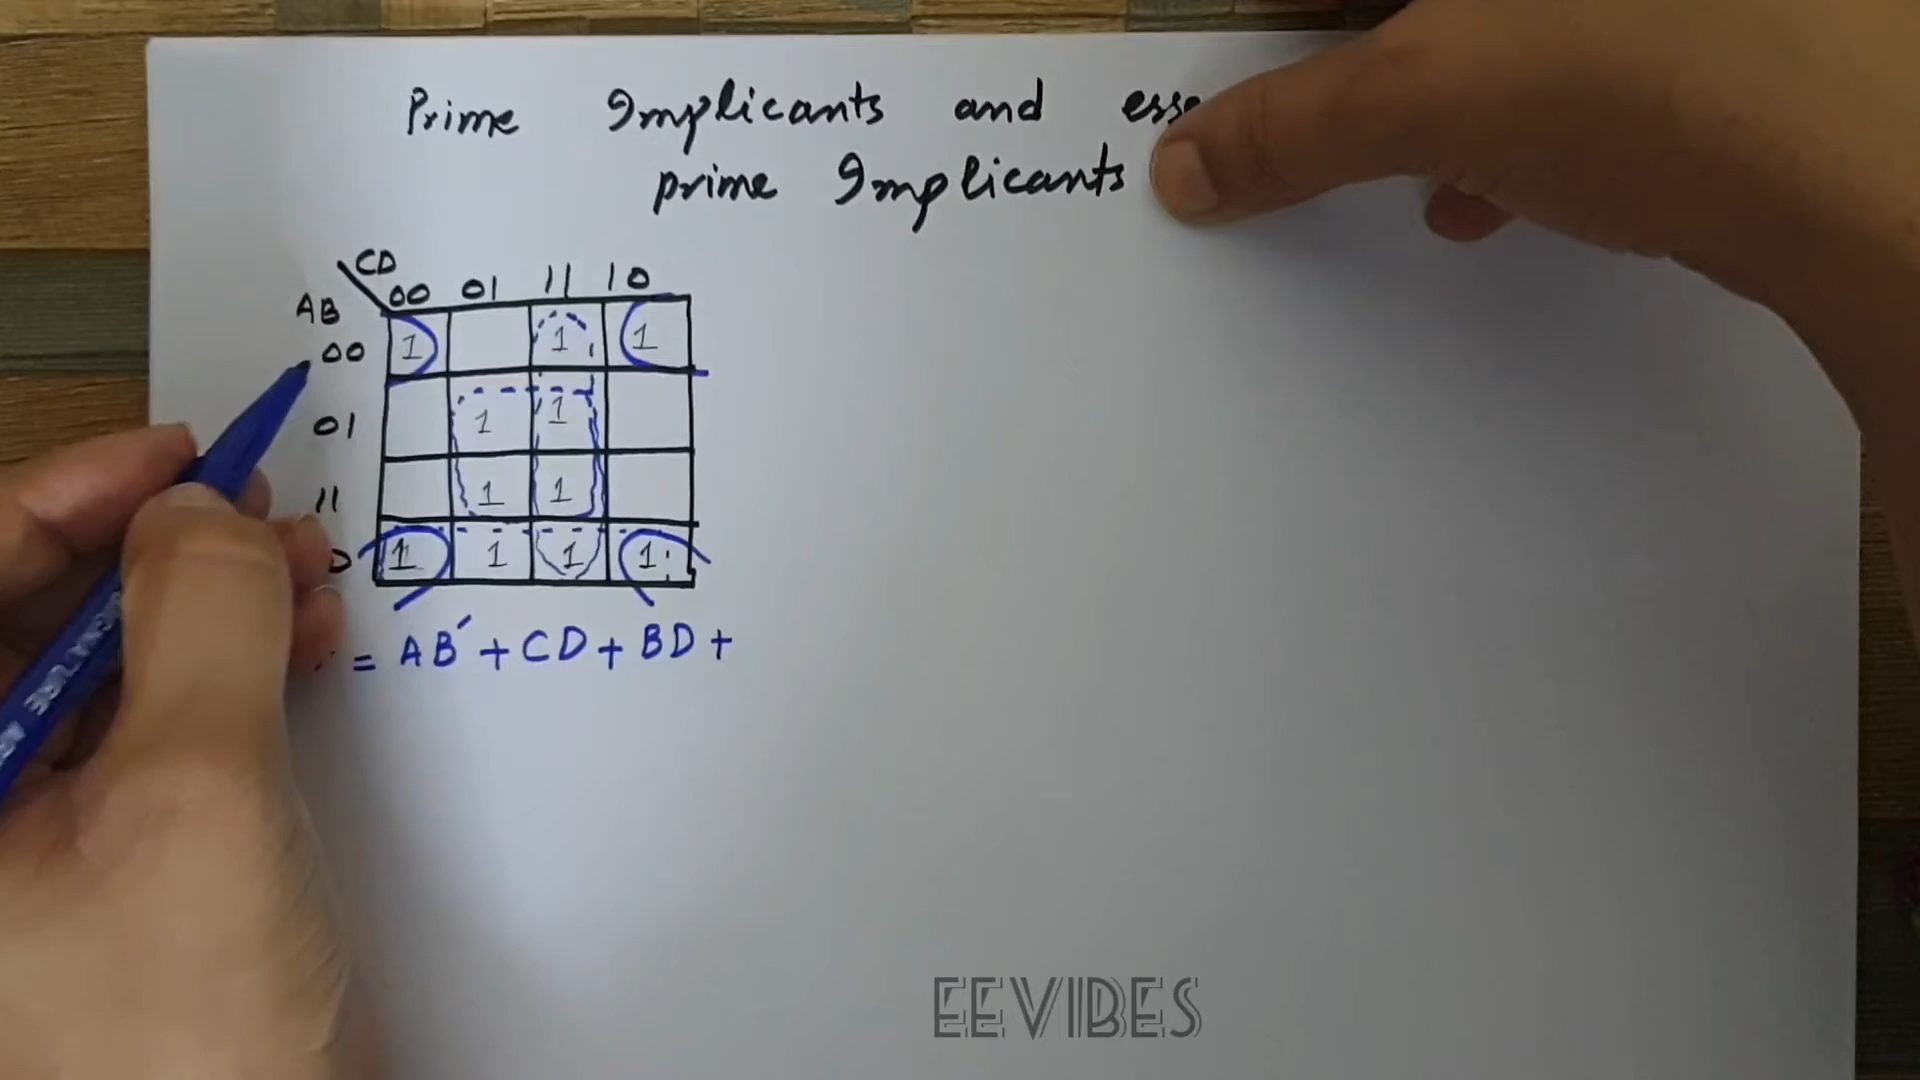 Prime Implicants and
prime Implicants
CD
AB 00 01 11 10
00 1 1 1
01 1 1
11 1 1
1 1 1 1
= AB′ + CD + BD +
SIGNATURE
EEVIBES